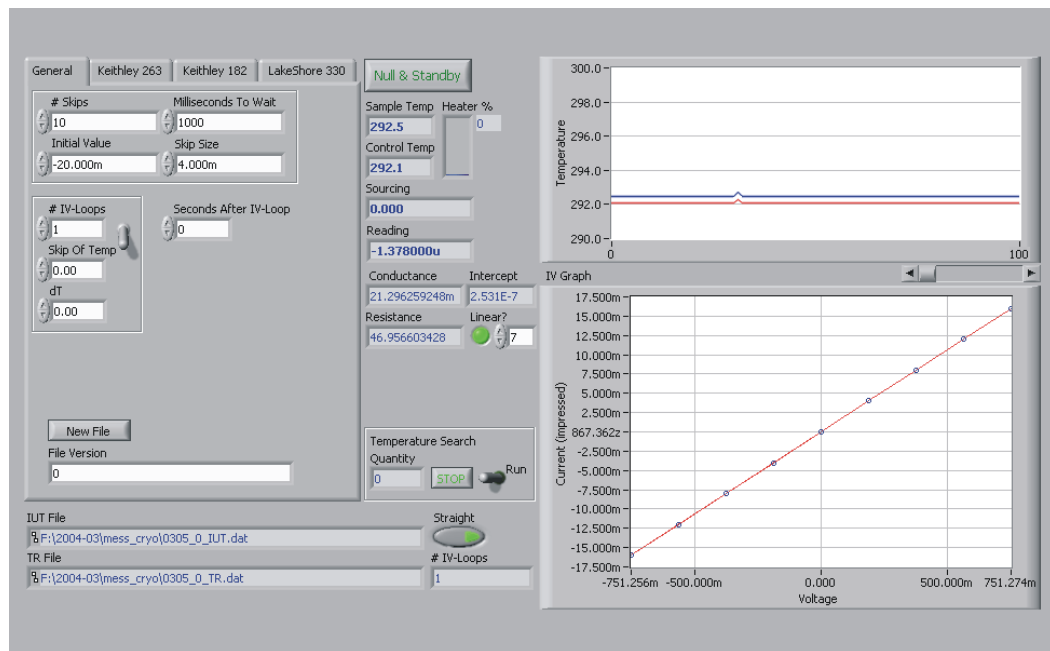 General Keithley 263 Keithley 182 LakeShore 330
# Skips Milliseconds To Wait
10 1000
Initial Value Skip Size
-20.000m 4.000m
# IV-Loops Seconds After IV-Loop
1 0
Skip Of Temp
0.00
dT
0.00
New File
File Version
0
Null & Standby
Sample Temp Heater %
292.5 0
Control Temp
292.1
Sourcing
0.000
Reading
-1.378000u
Conductance Intercept
21.296259248m 2.531E-7
Resistance Linear?
46.956603428 7
Temperature Search
Quantity
0 STOP Run
IUT File
F:\2004-03\mess_cryo\0305_0_IUT.dat
TR File
F:\2004-03\mess_cryo\0305_0_TR.dat
Straight
# IV-Loops
1
300.0
298.0
296.0
294.0
292.0
290.0
Temperature
0 100
IV Graph
17.500m
15.000m
12.500m
10.000m
7.500m
5.000m
2.500m
867.362z
-2.500m
-5.000m
-7.500m
-10.000m
-12.500m
-15.000m
-17.500m
Current (impressed)
-751.256m -500.000m 0.000 500.000m 751.274m
Voltage